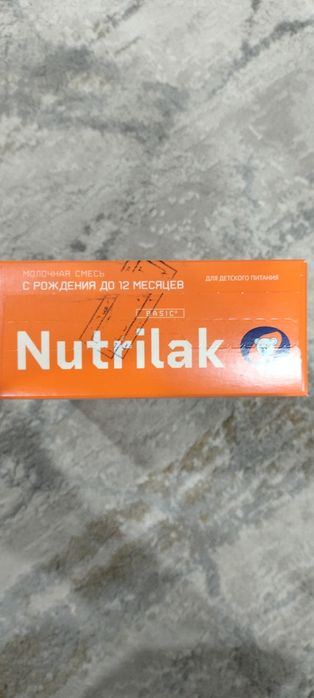 МОЛОЧНАЯ СМЕСЬ
С РОЖДЕНИЯ ДО 12 МЕСЯЦЕВ
ДЛЯ ДЕТСКОГО ПИТАНИЯ
BASIC
Nutrilak